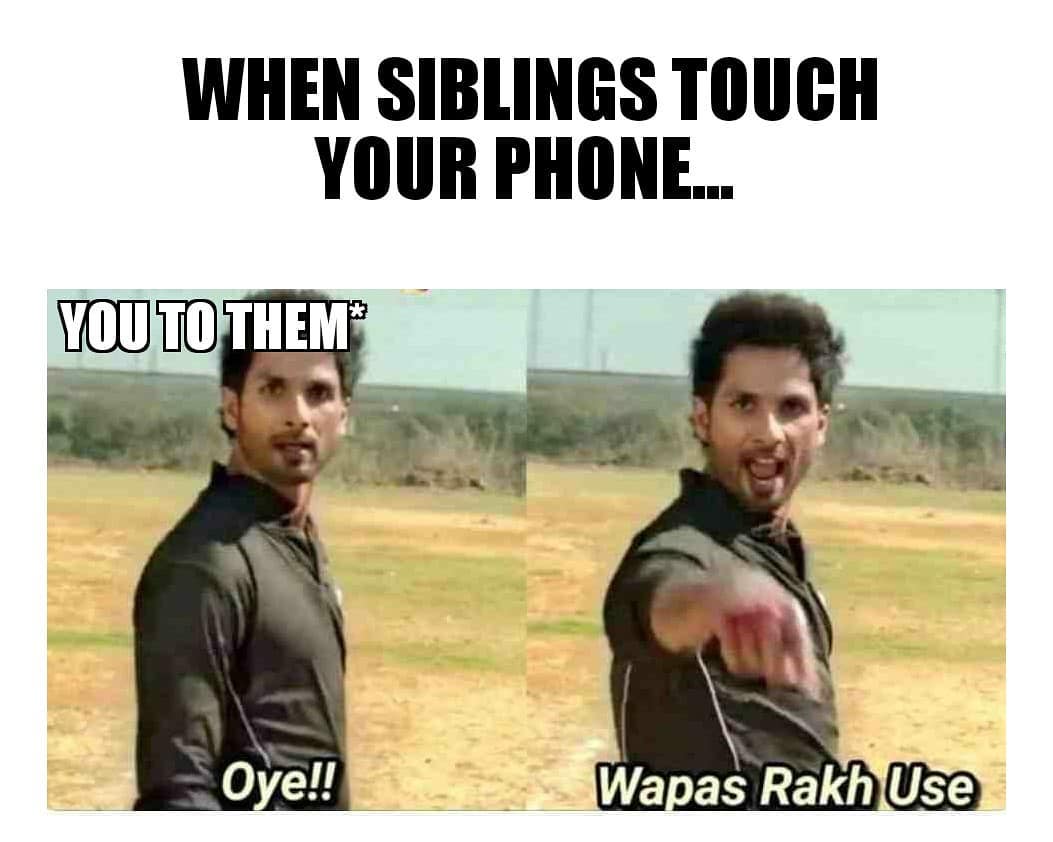 WHEN SIBLINGS TOUCH
YOUR PHONE...
YOU TO THEM*
Oye!!
Wapas Rakh Use